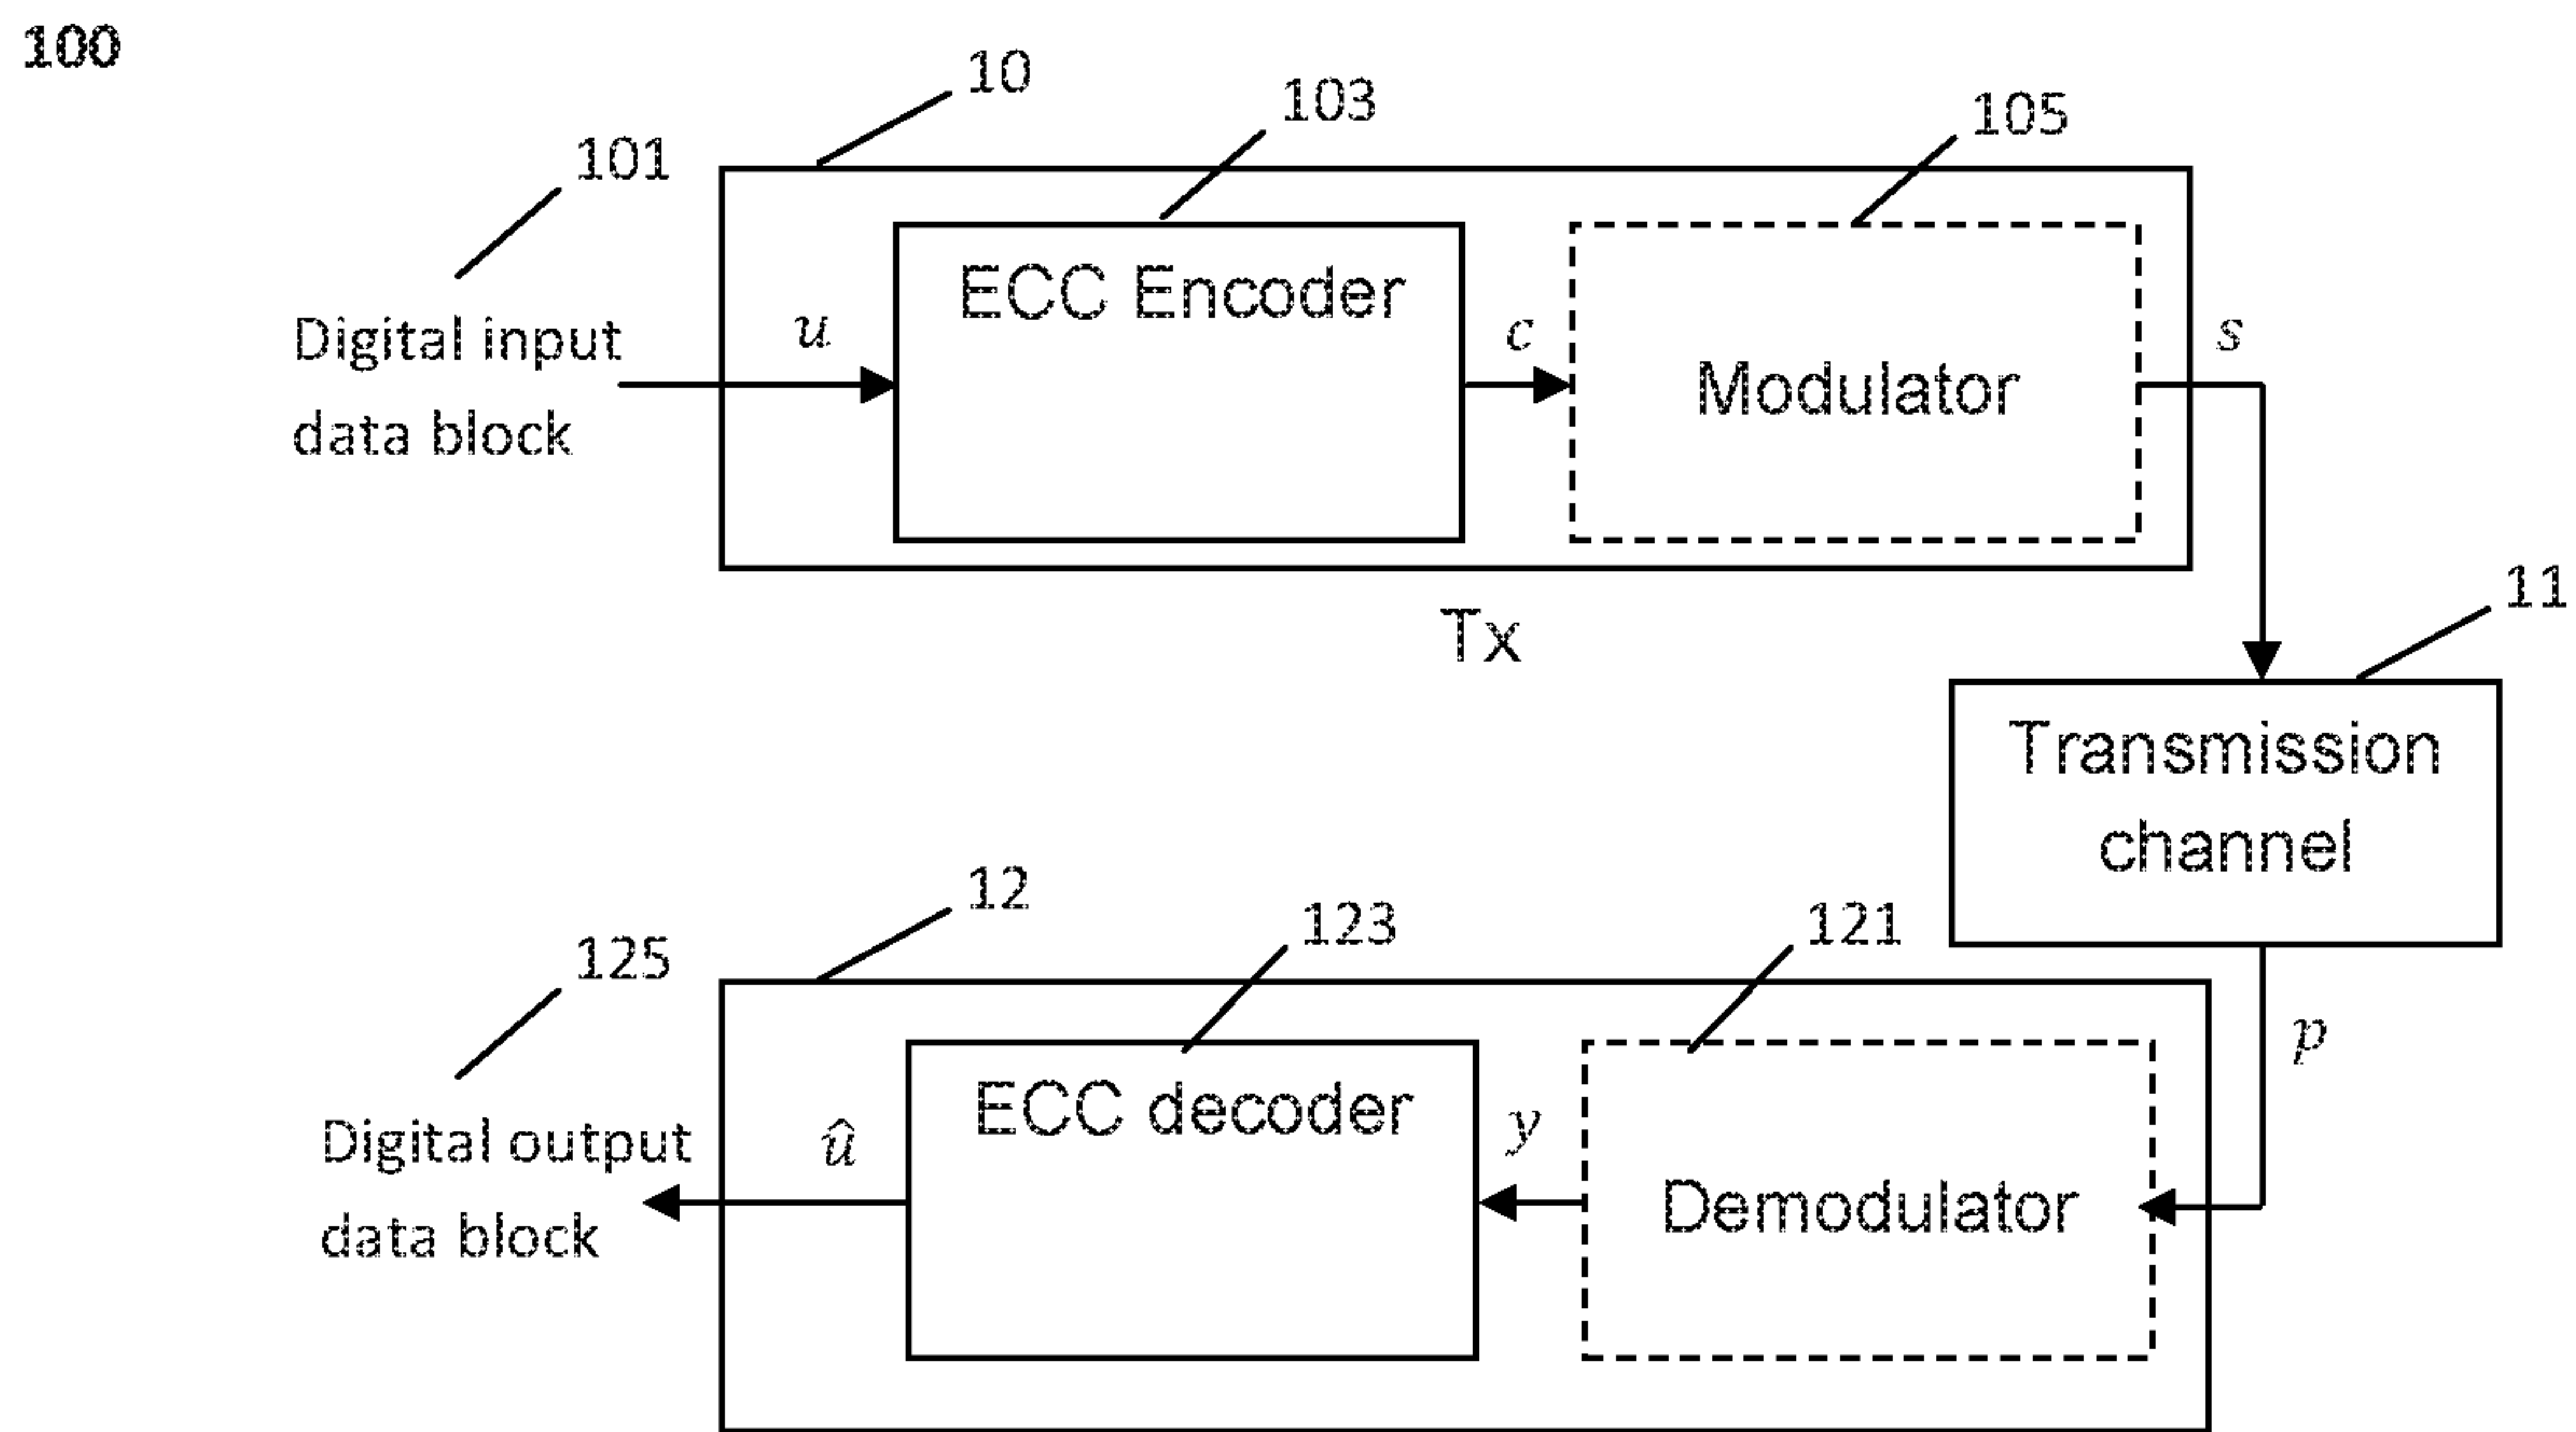 100
10
103
105
101
ECC Encoder
Digital input
data block
u
c
Modulator
s
Tx
11
Transmission
channel
12
123
121
125
p
ECC decoder
Digital output
data block
û
y
Demodulator